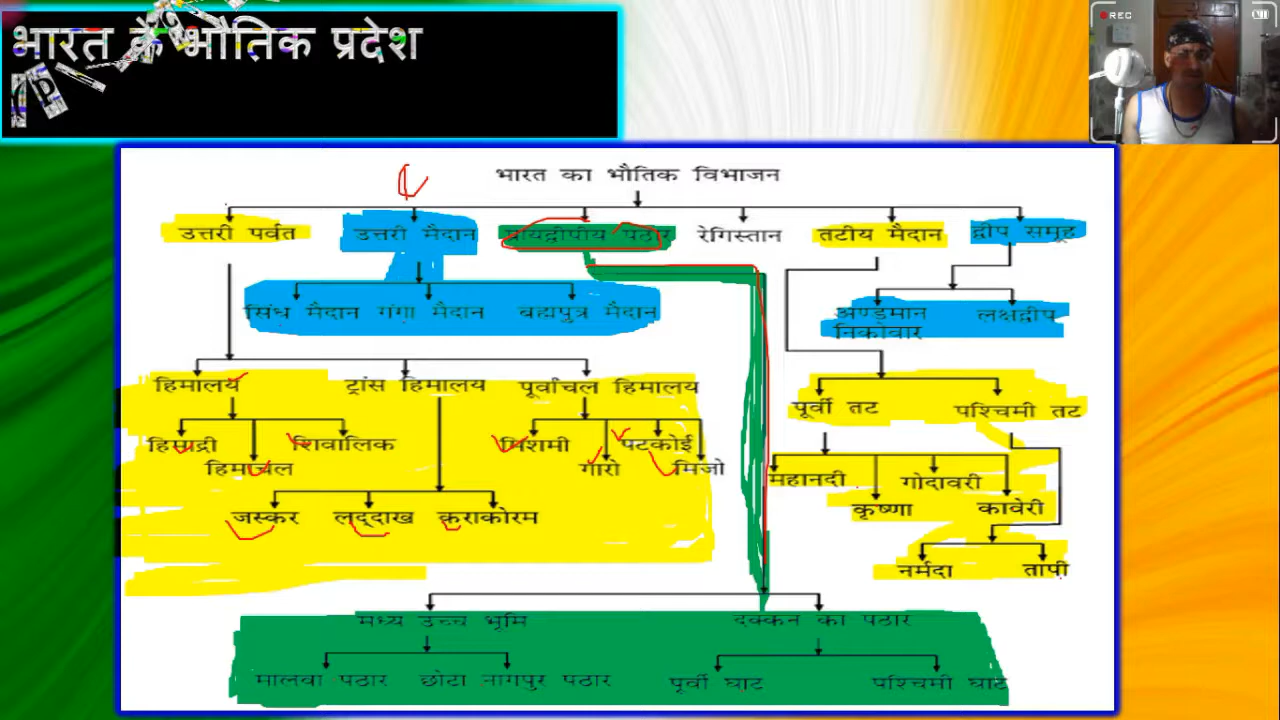 भारत के भौतिक प्रदेश
REC
भारत का भौतिक विभाजन
उत्तरी पर्वत उत्तरी मैदान प्रायद्वीपीय पठार रेगिस्तान तटीय मैदान द्वीप समूह
सिंध मैदान गंगा मैदान बह्मपुत्र मैदान अण्डमान लक्षद्वीप
निकोवार
हिमालय ट्रांस हिमालय पूर्वांचल हिमालय
पूर्वी तट पश्चिमी तट
हिमाद्री शिवालिक मिशमी पटकोई
हिमाचल गारो मिजो
महानदी गोदावरी
कृष्णा कावेरी
जस्कर लद्दाख कराकोरम
नर्मदा तापी
मध्य उच्च भूमि दक्कन का पठार
मालवा पठार छोटा नागपुर पठार पूर्वी घाट पश्चिमी घाट